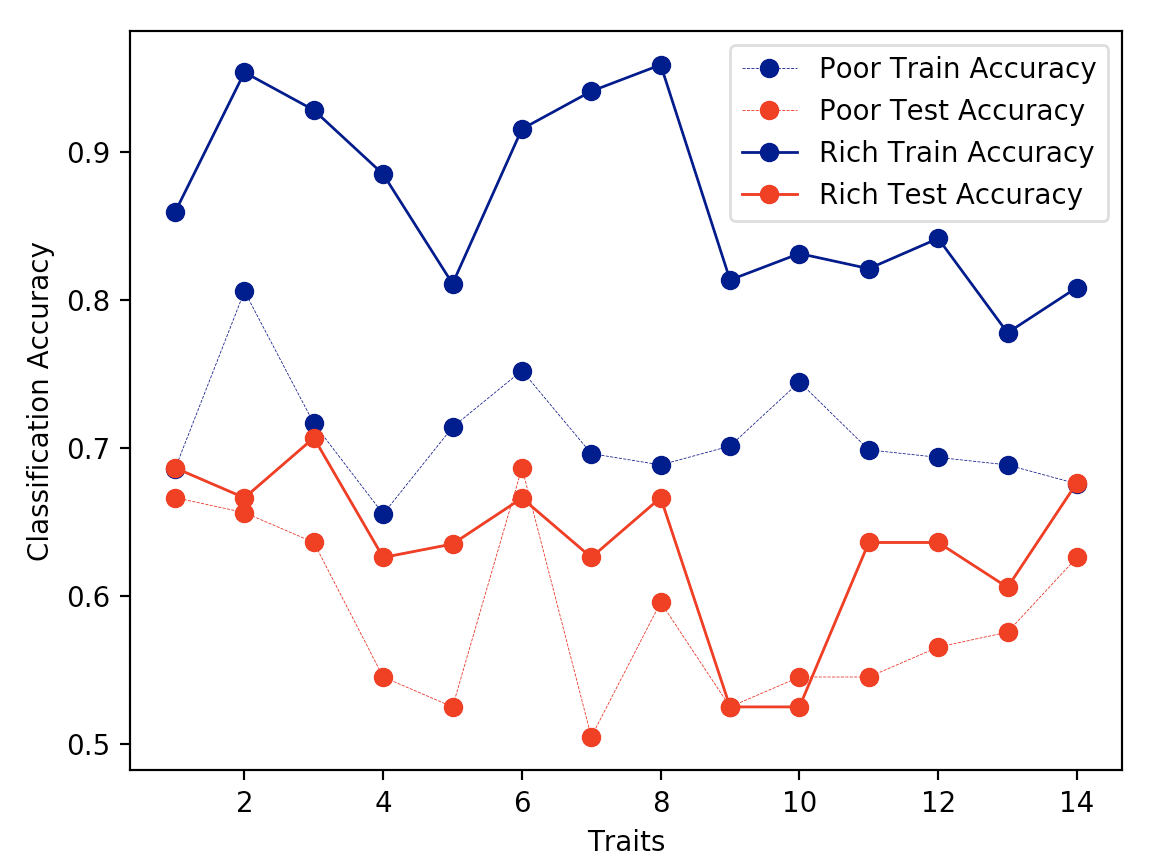 Poor Train Accuracy
Poor Test Accuracy
Rich Train Accuracy
Rich Test Accuracy
0.9
0.8
0.7
0.6
0.5
Classification Accuracy
2 4 6 8 10 12 14
Traits